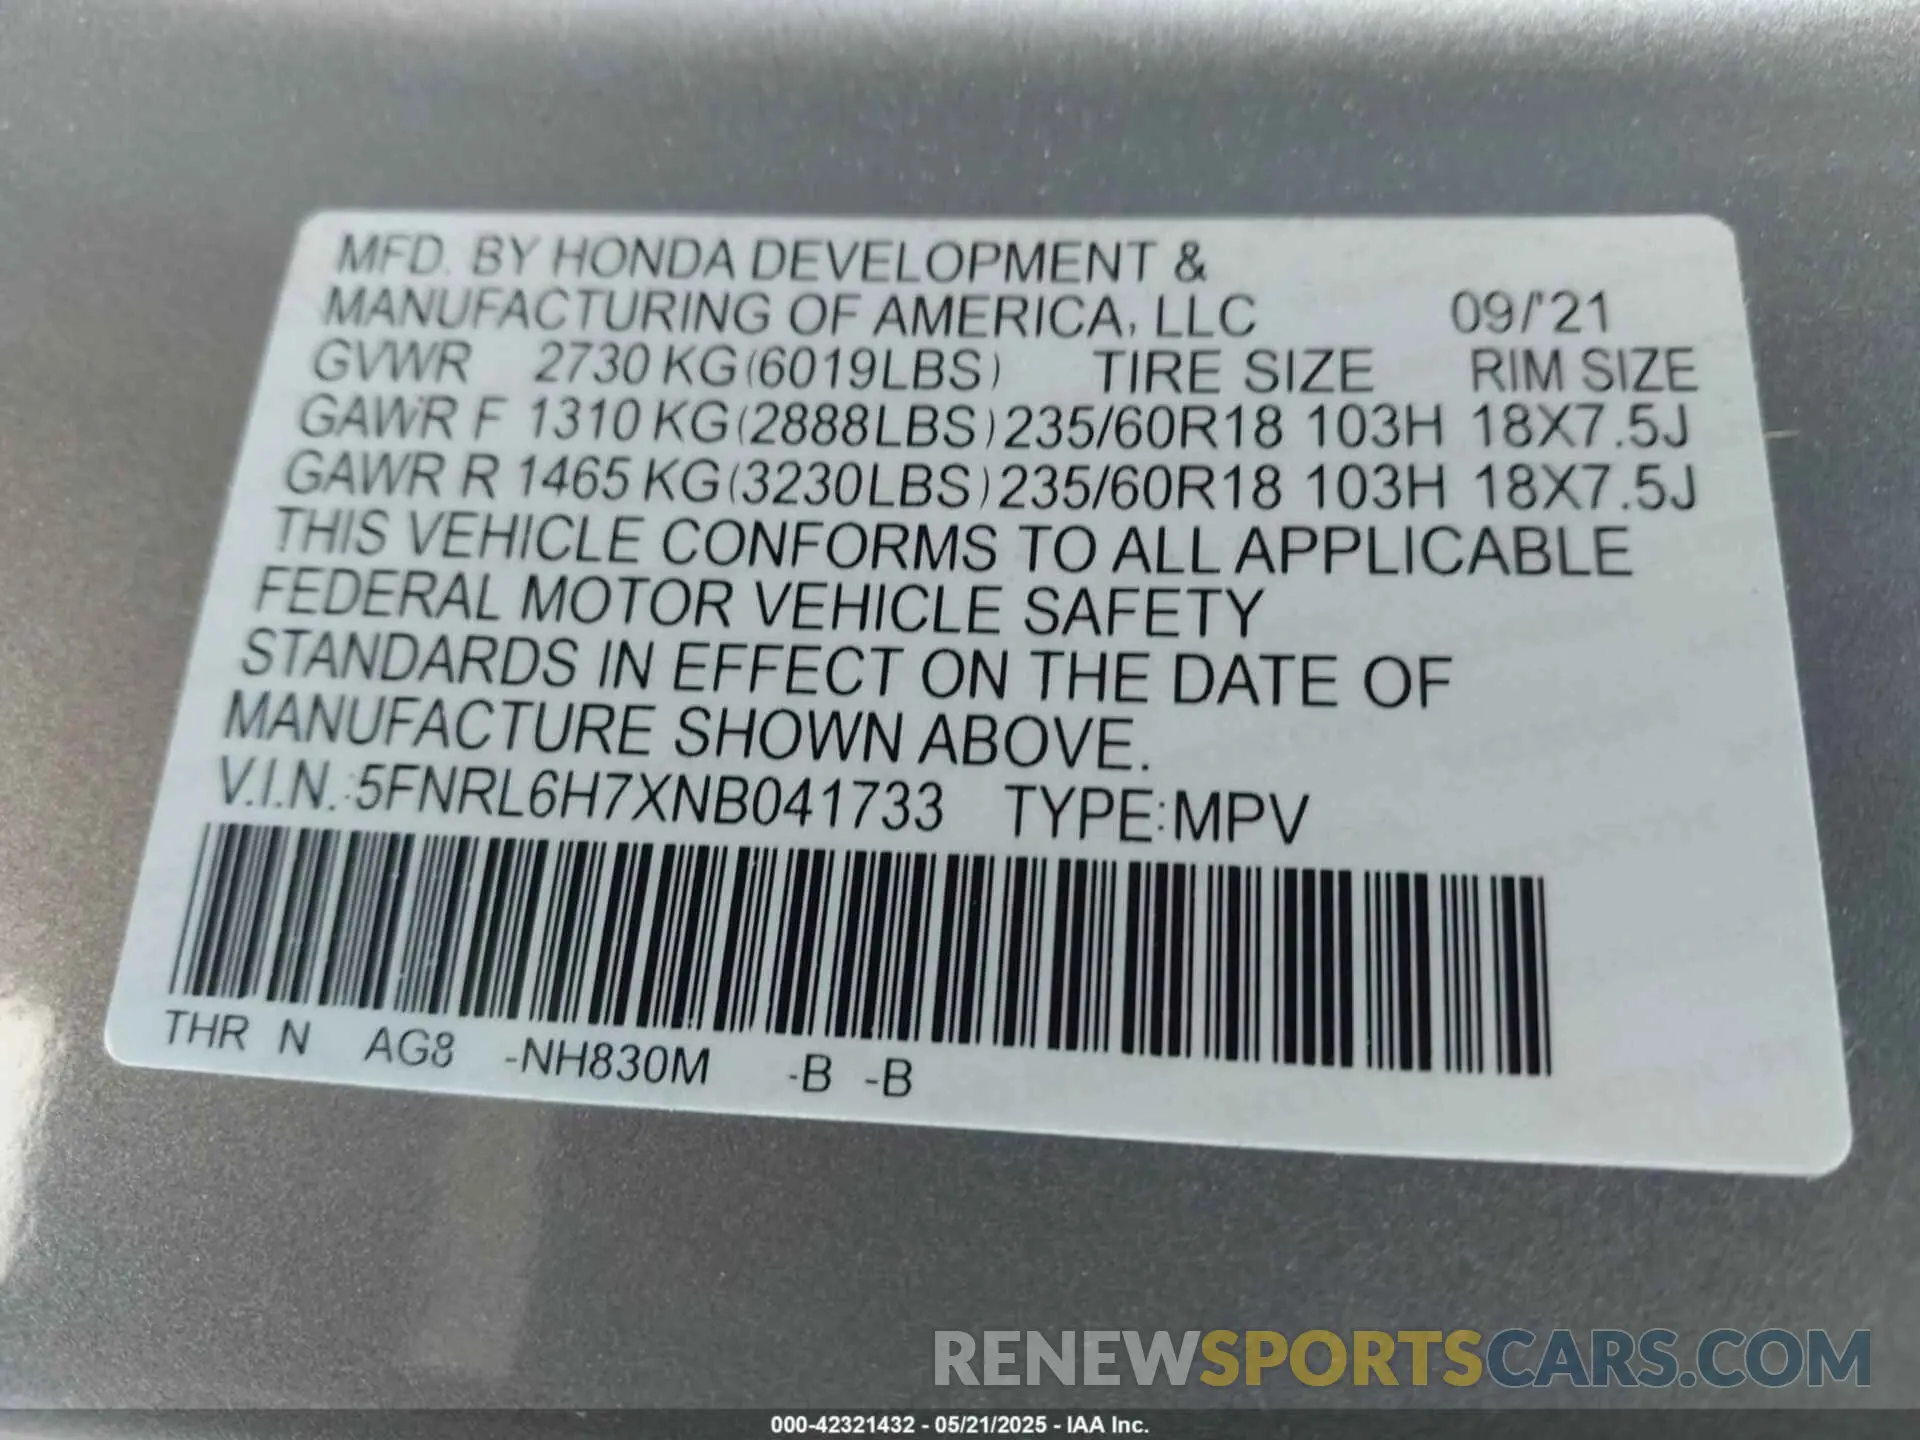 MFD. BY HONDA DEVELOPMENT &
MANUFACTURING OF AMERICA, LLC 09/'21
GVWR 2730 KG(6019LBS) TIRE SIZE RIM SIZE
GAWR F 1310 KG(2888LBS)235/60R18 103H 18X7.5J
GAWR R 1465 KG(3230LBS)235/60R18 103H 18X7.5J
THIS VEHICLE CONFORMS TO ALL APPLICABLE
FEDERAL MOTOR VEHICLE SAFETY
STANDARDS IN EFFECT ON THE DATE OF
MANUFACTURE SHOWN ABOVE.
V.I.N.:5FNRL6H7XNB041733 TYPE:MPV
THR N AG8 -NH830M -B -B
RENEWSPORTSCARS.COM
000-42321432 - 05/21/2025 - IAA Inc.